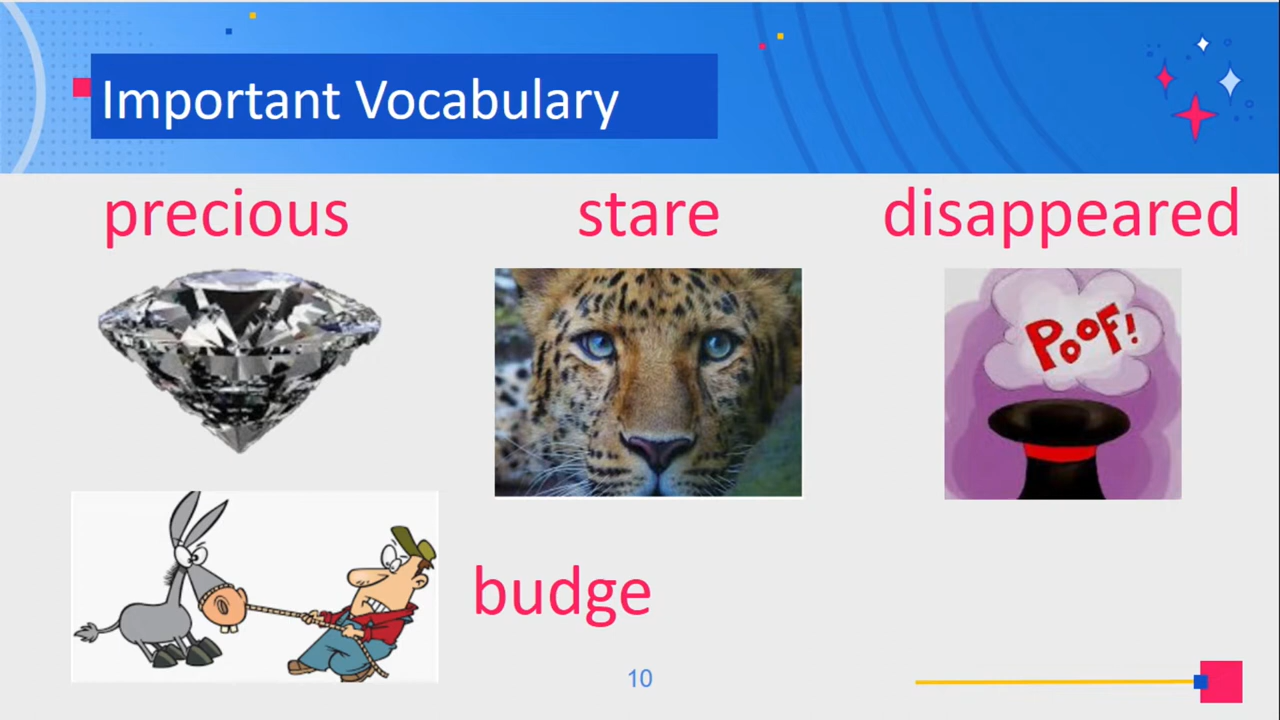 Important Vocabulary
precious
stare
disappeared
POOF!
budge
10